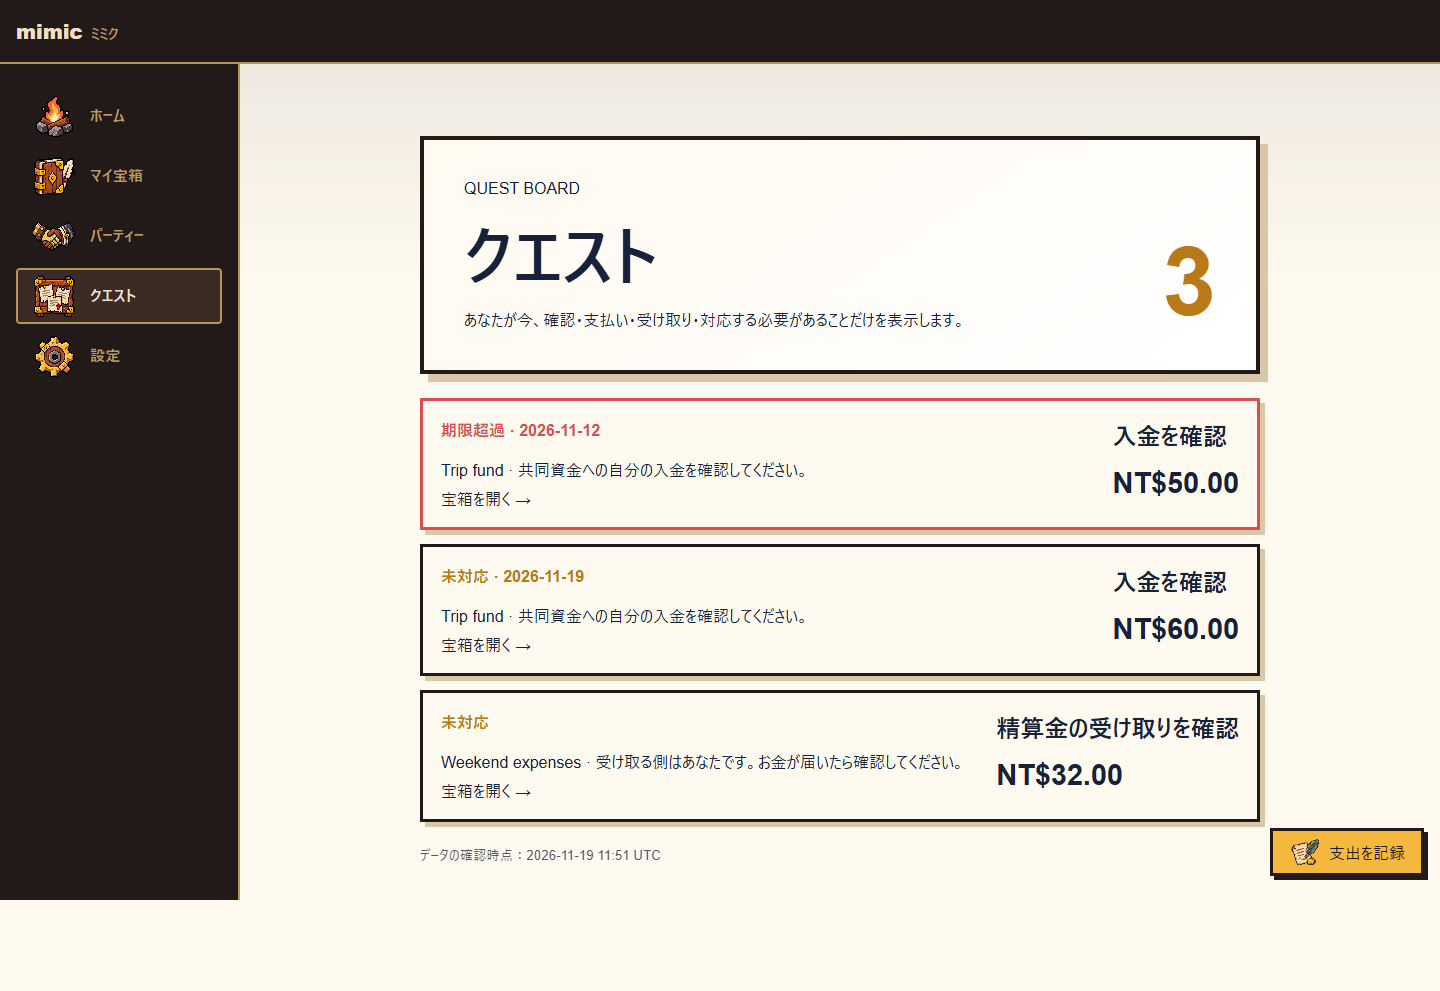 mimic ミミク
ホーム
マイ宝箱
パーティー
クエスト
設定
QUEST BOARD
クエスト
3
あなたが今、確認・支払い・受け取り・対応する必要があることだけを表示します。
期限超過 · 2026-11-12
Trip fund · 共同資金への自分の入金を確認してください。
宝箱を開く →
入金を確認
NT$50.00
未対応 · 2026-11-19
Trip fund · 共同資金への自分の入金を確認してください。
宝箱を開く →
入金を確認
NT$60.00
未対応
Weekend expenses · 受け取る側はあなたです。お金が届いたら確認してください。
宝箱を開く →
精算金の受け取りを確認
NT$32.00
データの確認時点：2026-11-19 11:51 UTC
支出を記録